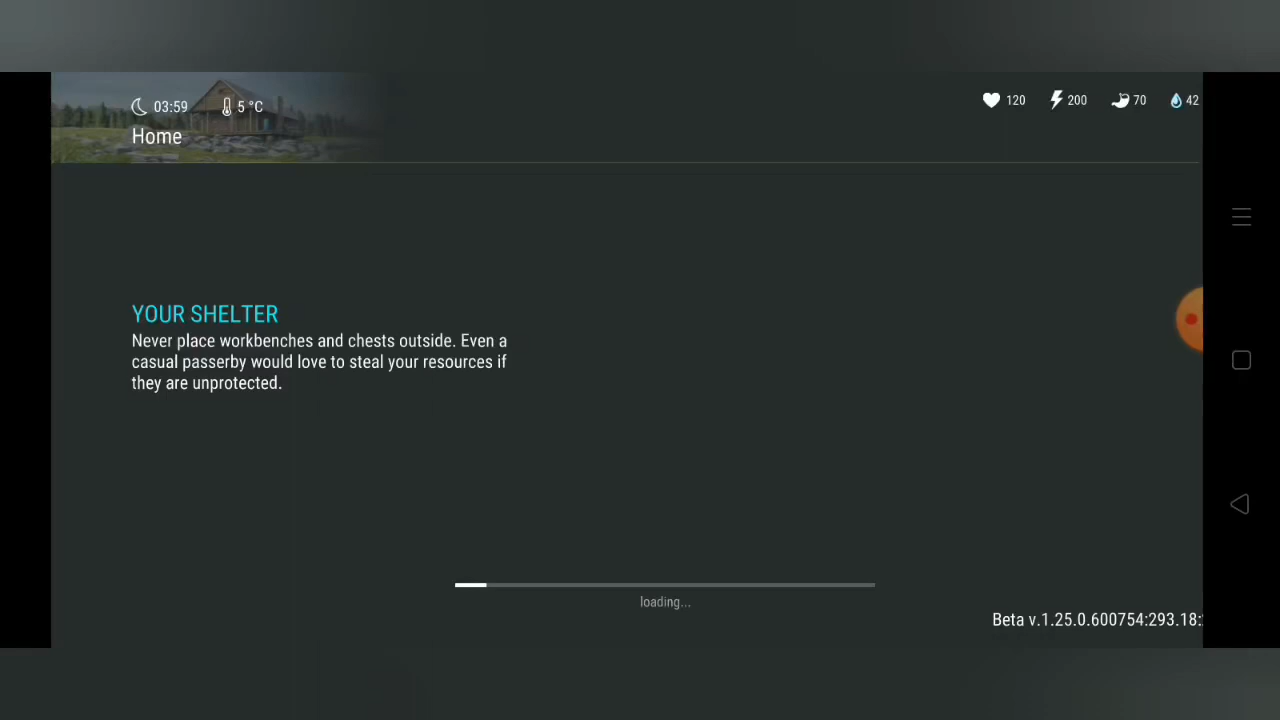 03:59 5 °C
Home
120 200 70 42
YOUR SHELTER
Never place workbenches and chests outside. Even a
casual passerby would love to steal your resources if
they are unprotected.
loading...
Beta v.1.25.0.600754:293.18: